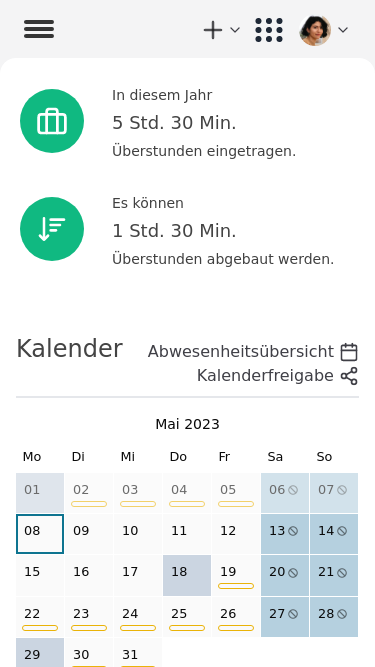 In diesem Jahr
5 Std. 30 Min.
Überstunden eingetragen.
Es können
1 Std. 30 Min.
Überstunden abgebaut werden.
Kalender
Abwesenheitsübersicht
Kalenderfreigabe
Mai 2023
Mo Di Mi Do Fr Sa So
01 02 03 04 05 06 07
08 09 10 11 12 13 14
15 16 17 18 19 20 21
22 23 24 25 26 27 28
29 30 31